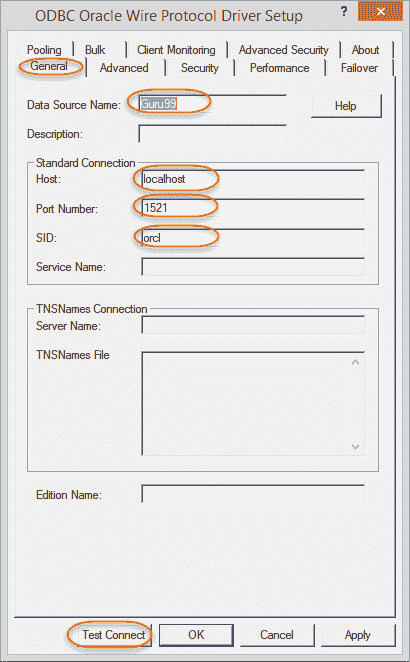 ODBC Oracle Wire Protocol Driver Setup ? ×
Pooling Bulk Client Monitoring Advanced Security About
General Advanced Security Performance Failover
Data Source Name: Guru99 Help
Description:
Standard Connection
Host: localhost
Port Number: 1521
SID: orcl
Service Name:
TNSNames Connection
Server Name:
TNSNames File
Edition Name:
Test Connect OK Cancel Apply